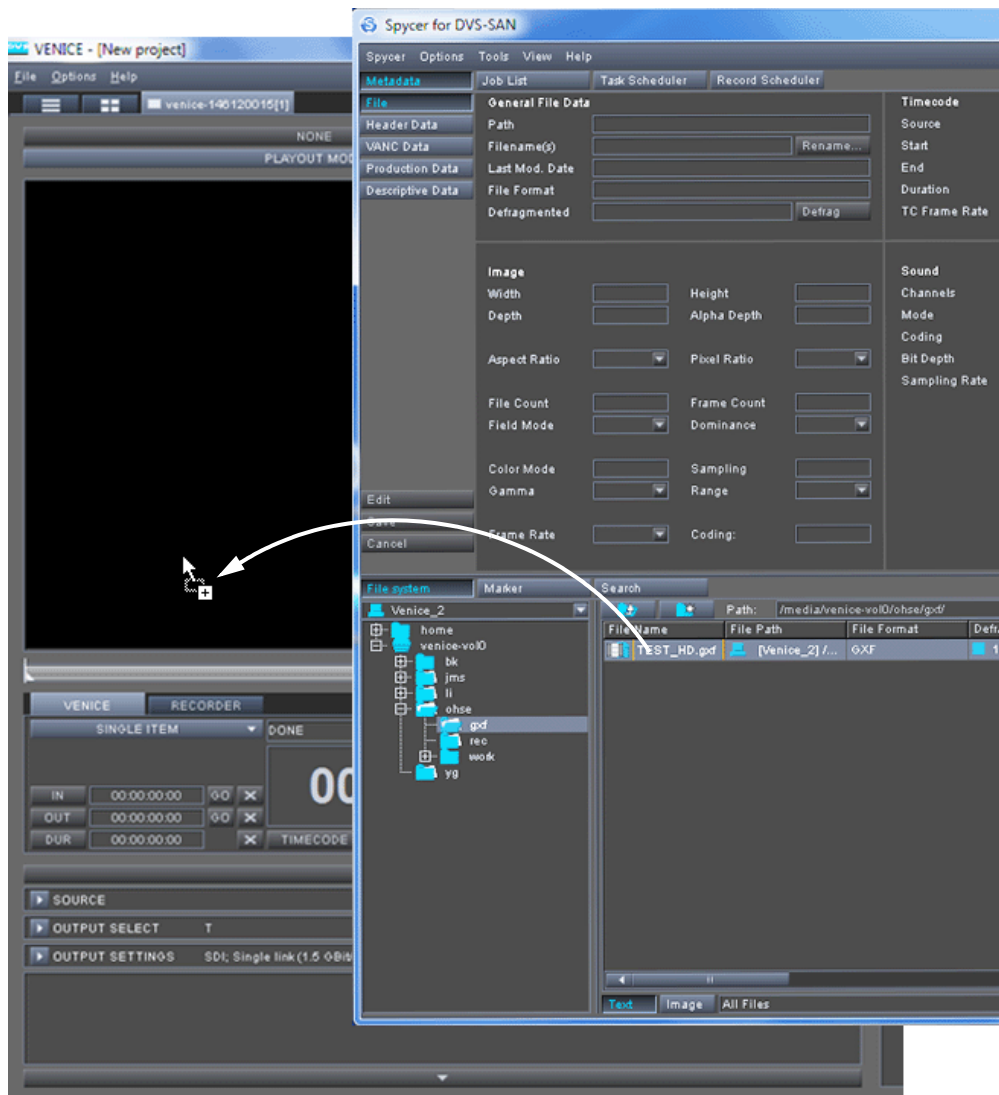 VENICE - [New project]
File Options Help
venice-146120015[1]
NONE
PLAYOUT MOD
VENICE RECORDER
SINGLE ITEM DONE
00
IN 00:00:00:00 GO
OUT 00:00:00:00 GO
DUR 00:00:00:00 TIMECODE
SOURCE
OUTPUT SELECT T
OUTPUT SETTINGS SDI; Single link (1.5 GBit/
Spycer for DVS-SAN
Spycer Options Tools View Help
Metadata Job List Task Scheduler Record Scheduler
File
Header Data
VANC Data
Production Data
Descriptive Data
Edit
Save
Cancel
General File Data
Path
Filename(s) Rename...
Last Mod. Date
File Format
Defragmented Defrag
Timecode
Source
Start
End
Duration
TC Frame Rate
Image
Width Height
Depth Alpha Depth
Aspect Ratio Pixel Ratio
File Count Frame Count
Field Mode Dominance
Color Mode Sampling
Gamma Range
Frame Rate Coding:
Sound
Channels
Mode
Coding
Bit Depth
Sampling Rate
File system Marker Search
Venice_2
home
venice-vol0
bk
jms
li
ohse
gxf
rec
work
yg
Path: /media/venice-vol0/ohse/gxf/
File Name File Path File Format Defra
TEST_HD.gxf [Venice_2] /... GXF 1
Text Image All Files